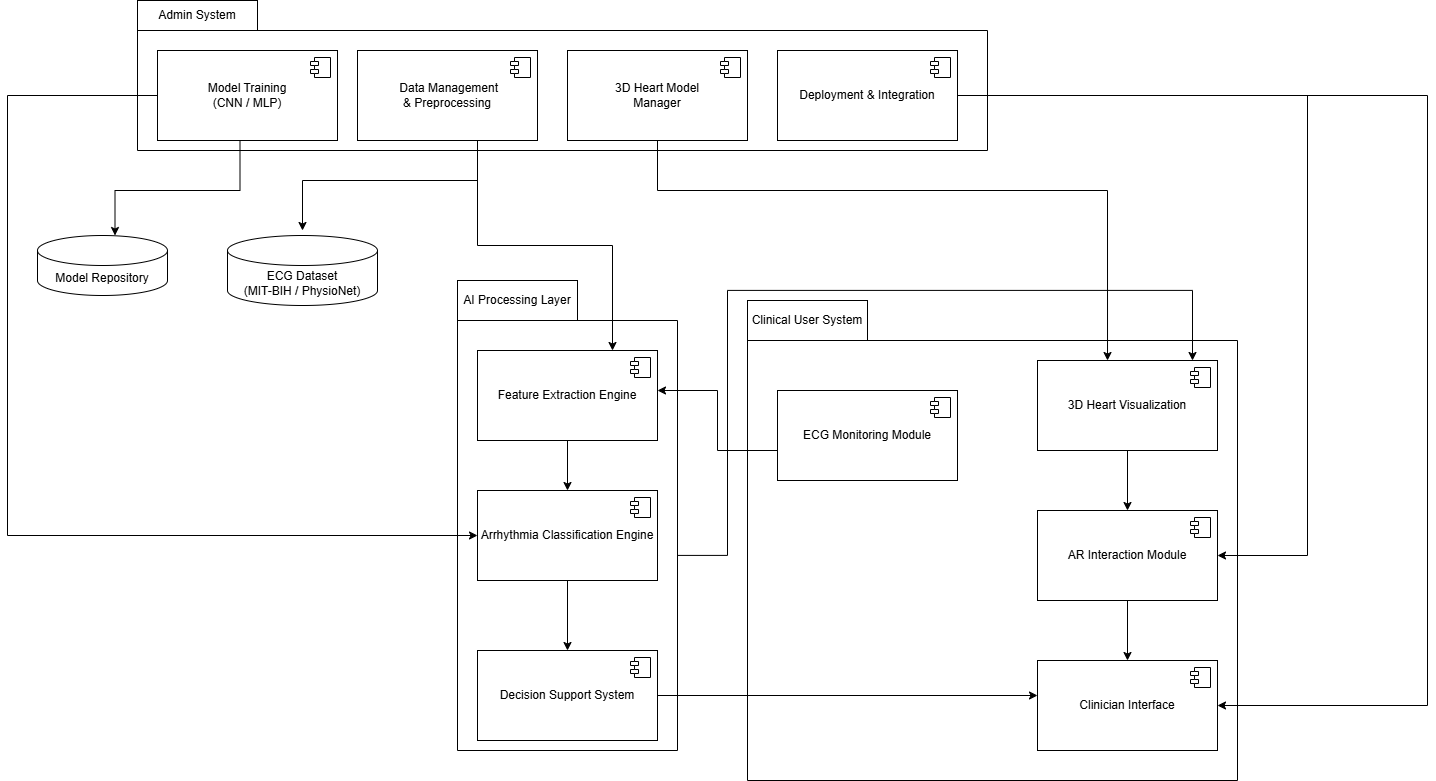 Admin System
Model Training
(CNN / MLP)
Data Management
& Preprocessing
3D Heart Model
Manager
Deployment & Integration
Model Repository
ECG Dataset
(MIT-BIH / PhysioNet)
AI Processing Layer
Clinical User System
Feature Extraction Engine
3D Heart Visualization
ECG Monitoring Module
Arrhythmia Classification Engine
AR Interaction Module
Decision Support System
Clinician Interface